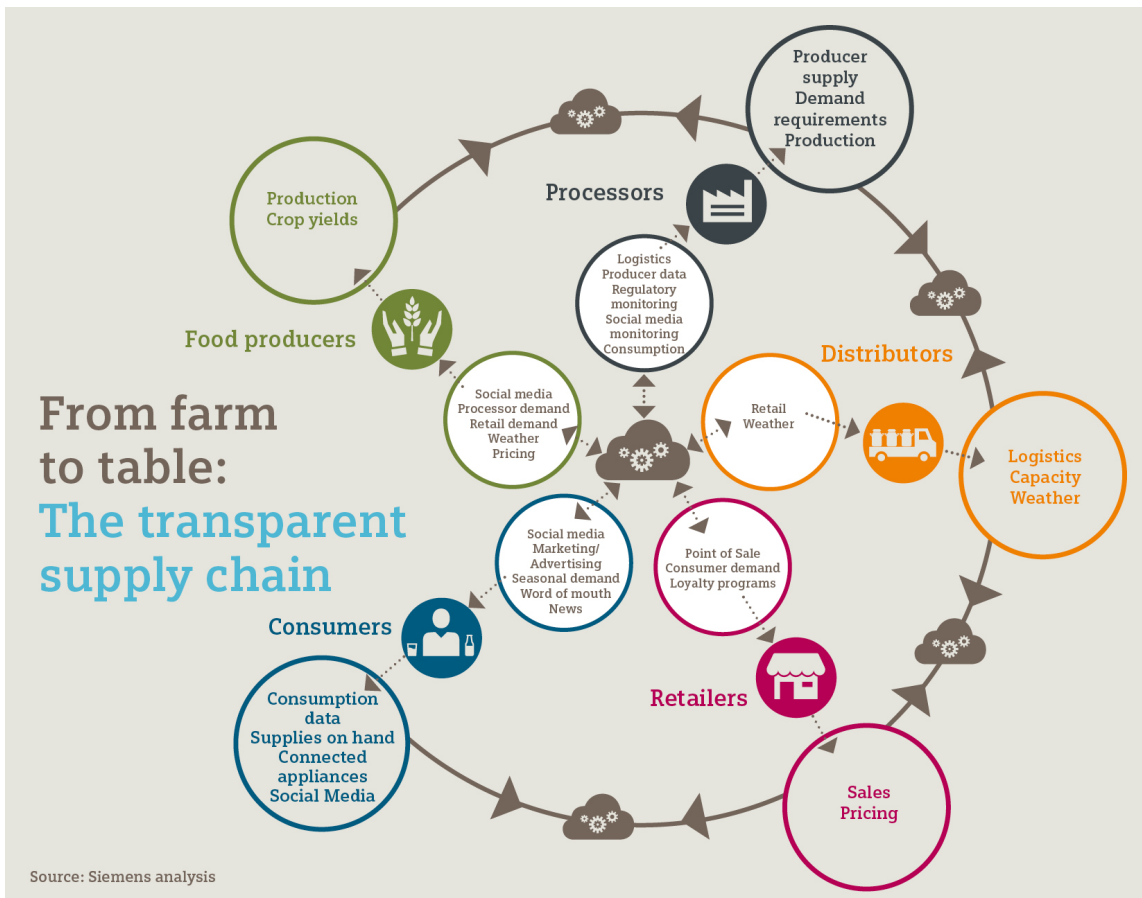 From farm
to table:
The transparent
supply chain
Food producers
Production
Crop yields
Social media
Processor demand
Retail demand
Weather
Pricing
Processors
Producer
supply
Demand
requirements
Production
Logistics
Producer data
Regulatory
monitoring
Social media
monitoring
Consumption
Distributors
Retail
Weather
Logistics
Capacity
Weather
Retailers
Point of Sale
Consumer demand
Loyalty programs
Sales
Pricing
Consumers
Social media
Marketing/
Advertising
Seasonal demand
Word of mouth
News
Consumption
data
Supplies on hand
Connected
appliances
Social Media
Source: Siemens analysis